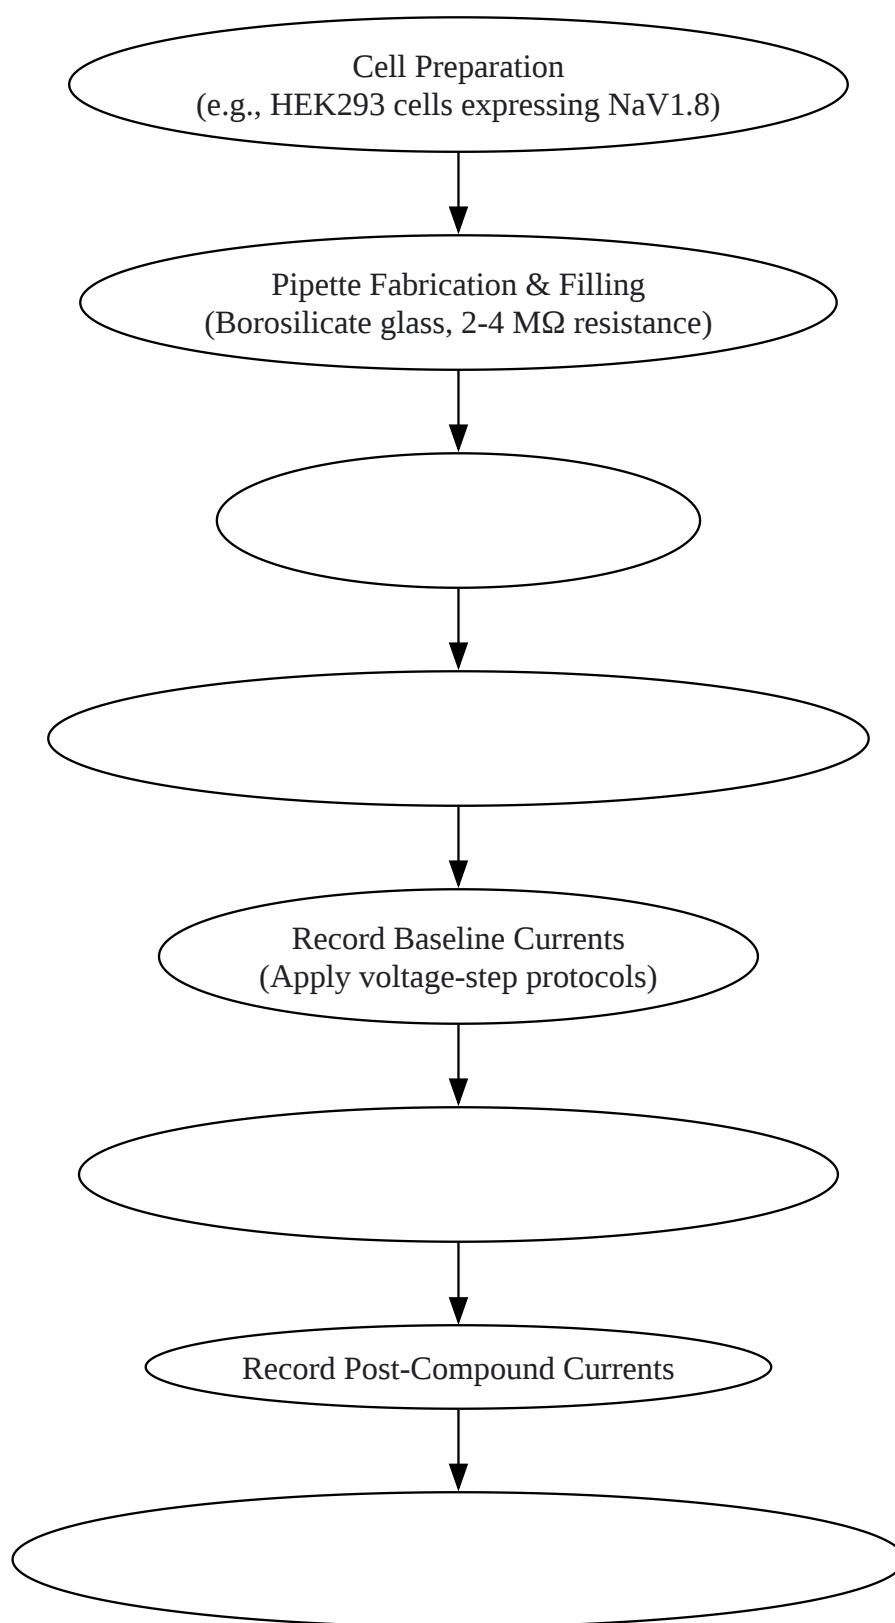 Cell Preparation
(e.g., HEK293 cells expressing NaV1.8)
Pipette Fabrication & Filling
(Borosilicate glass, 2-4 MΩ resistance)
Record Baseline Currents
(Apply voltage-step protocols)
Record Post-Compound Currents